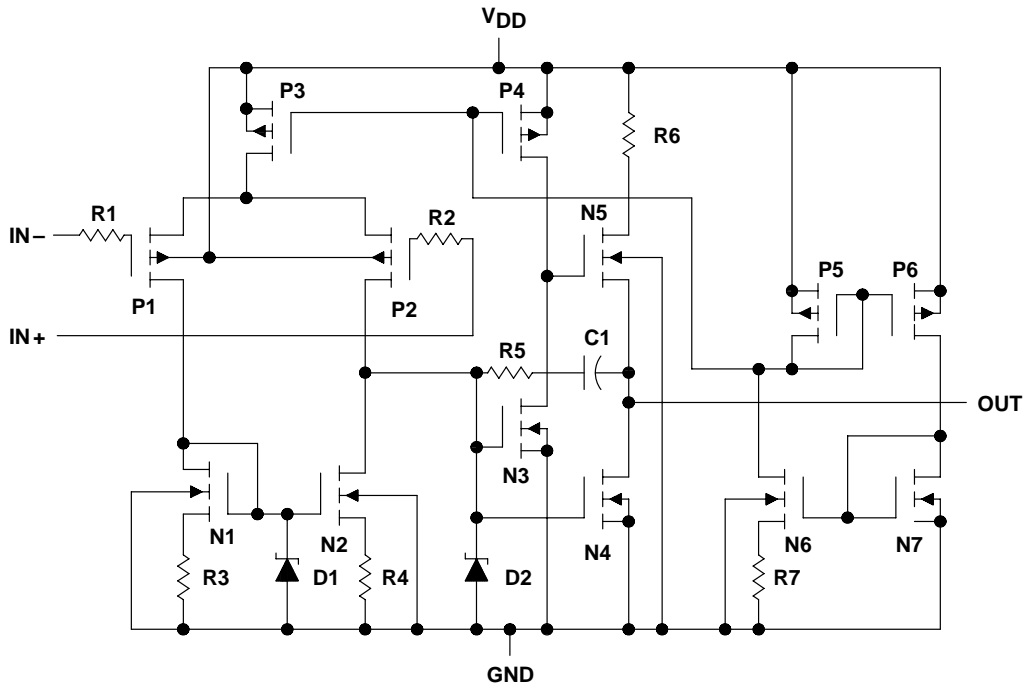 VDD
P3
P4
R6
R1
R2
N5
IN–
P5
P6
P1
P2
IN+
R5
C1
OUT
N3
N1
N2
N4
N6
N7
R3
D1
R4
D2
R7
GND